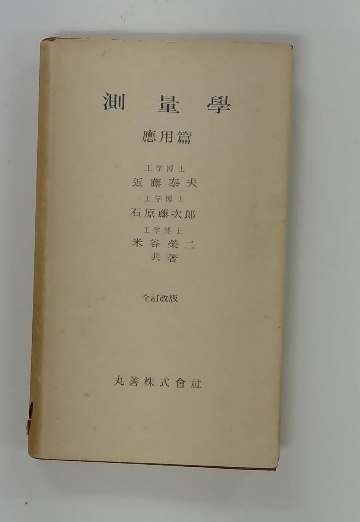 測量學
應用篇
工学博士
近藤泰夫
工学博士
石原藤次郎
工学博士
米谷榮二
共著
全訂改版
丸善株式會社